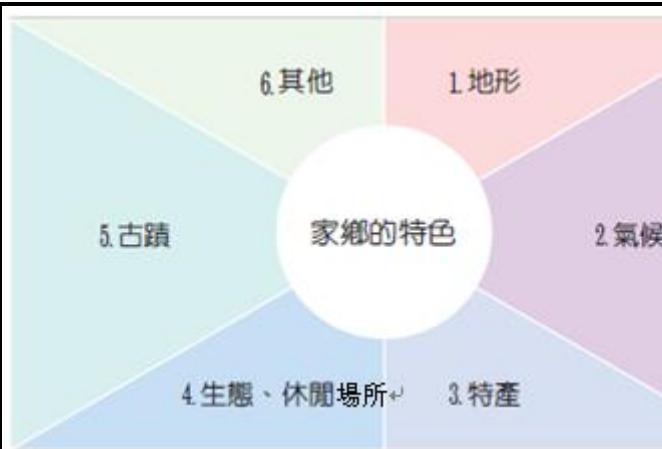 6.其他
1.地形
5.古蹟
家鄉的特色
2.氣候
4.生態、休閒場所↵
3.特產